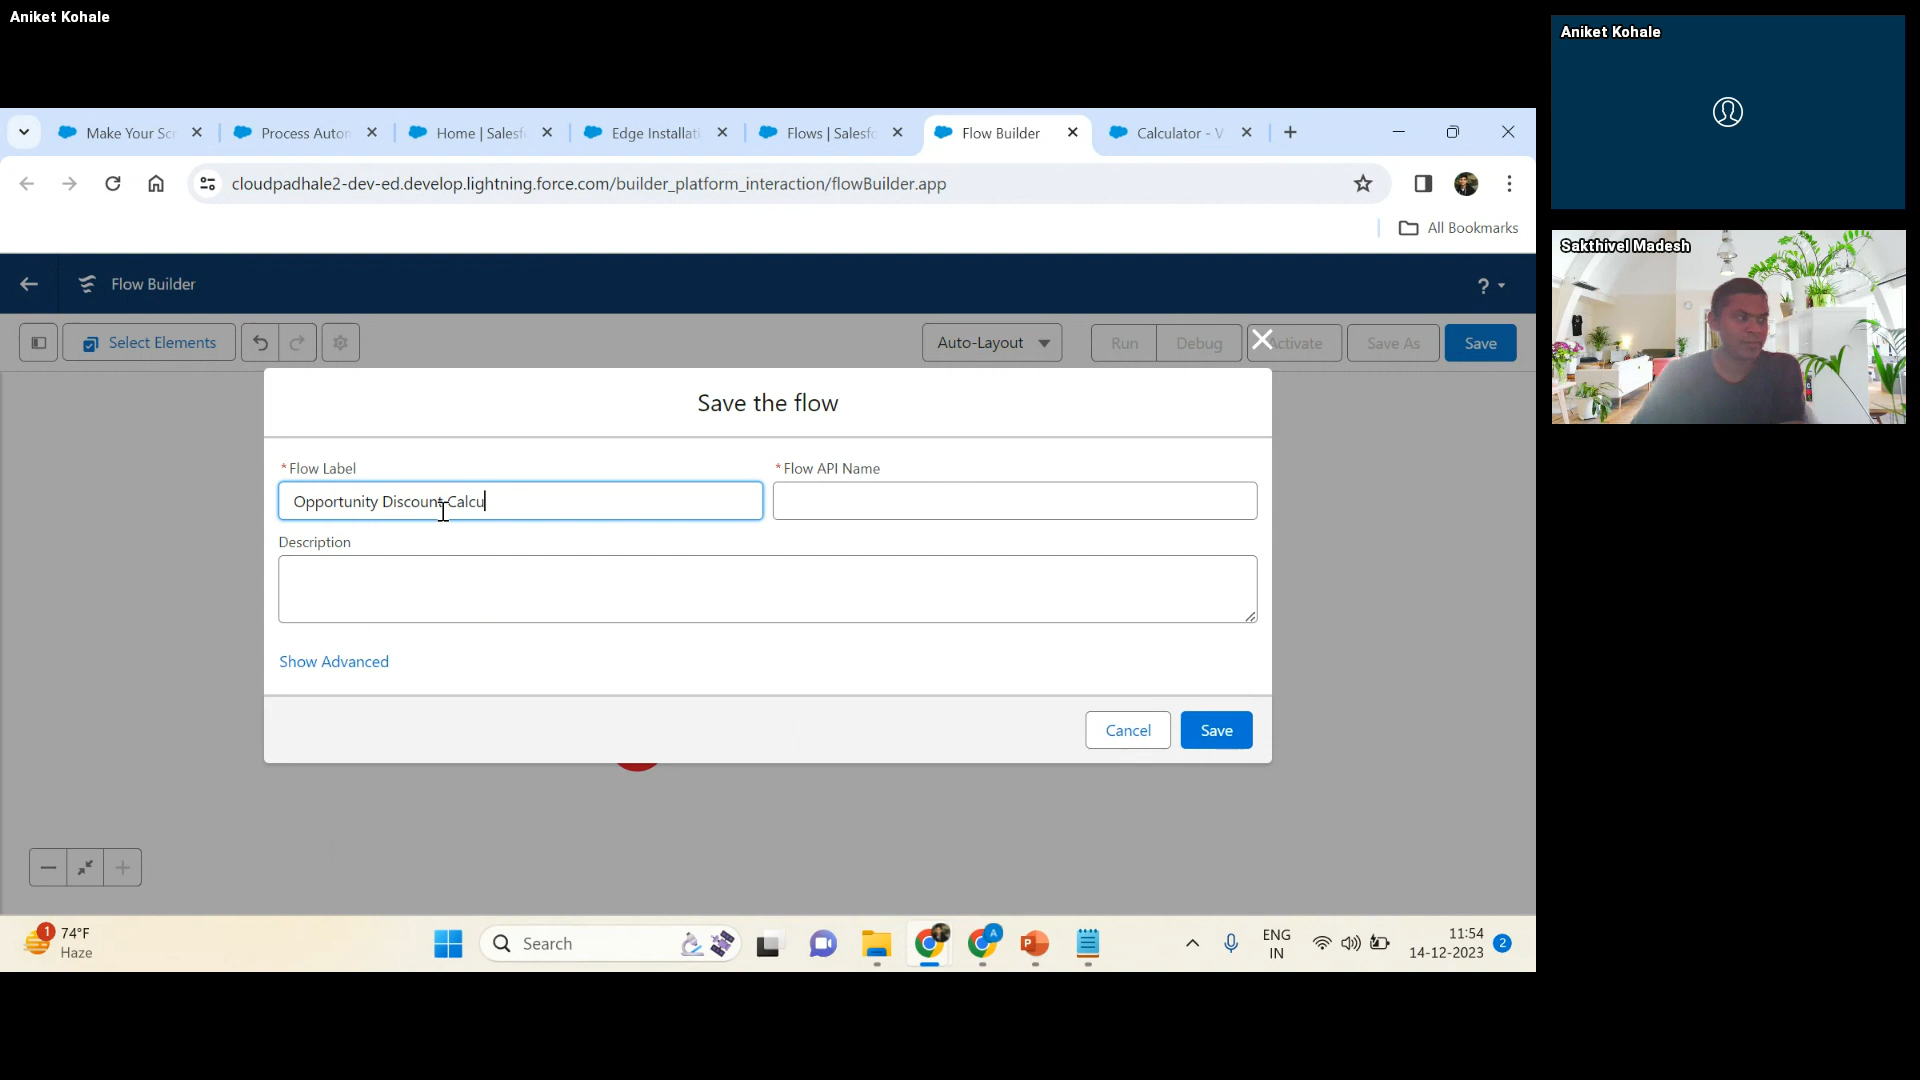 Aniket Kohale
Aniket Kohale
Make Your Sc
Process Auton
Home | Salesf
Edge Installati
Flows | Salesfo
Flow Builder
Calculator - V
cloudpadhale2-dev-ed.develop.lightning.force.com/builder_platform_interaction/flowBuilder.app
All Bookmarks
Sakthivel Madesh
Flow Builder
?
Select Elements
Auto-Layout
Run
Debug
Activate
Save As
Save
Save the flow
*Flow Label
*Flow API Name
Opportunity Discount Calcu
Description
Show Advanced
Cancel
Save
1
74°F
Haze
Search
A
P
ENG
IN
11:54
14-12-2023
2